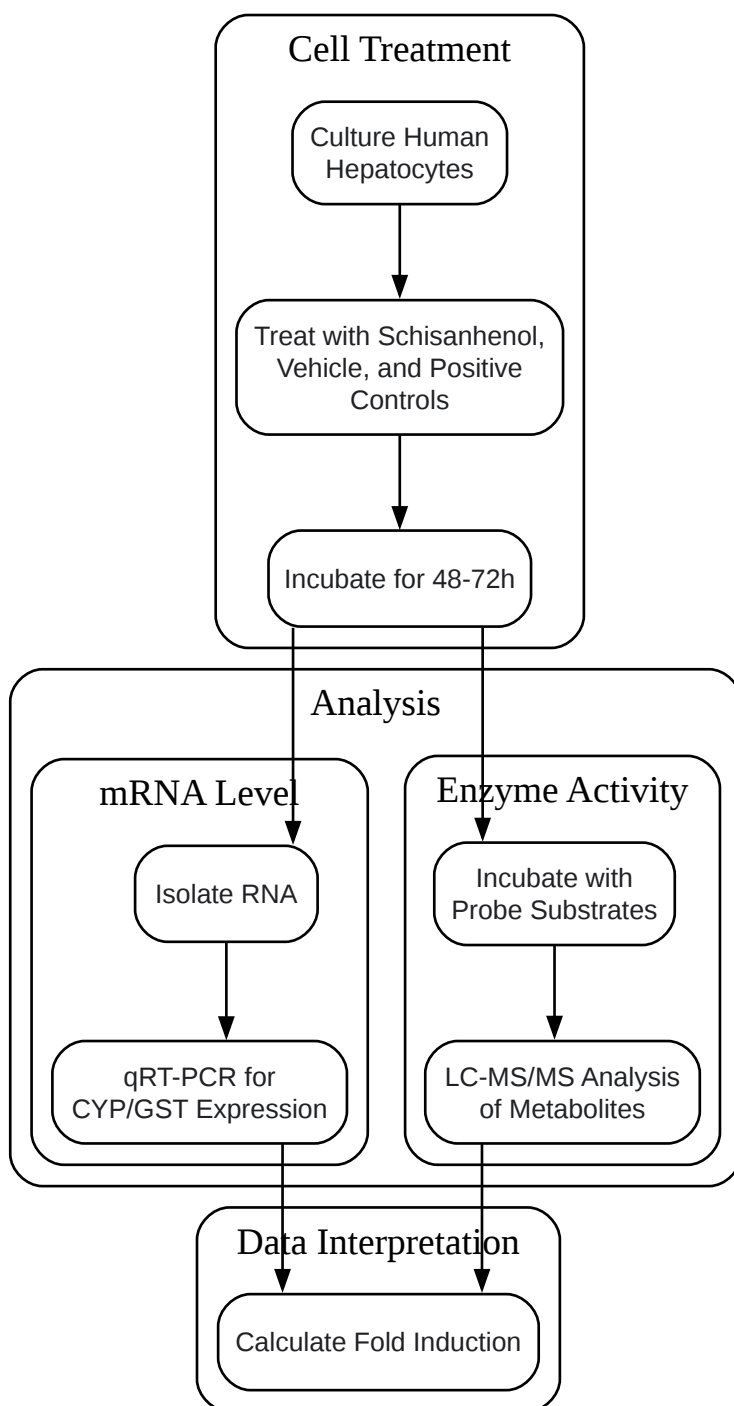 Cell Treatment
Culture Human
Hepatocytes
Treat with Schisanhenol,
Vehicle, and Positive
Controls
Incubate for 48-72h
Analysis
mRNA Level
Isolate RNA
qRT-PCR for
CYP/GST Expression
Enzyme Activity
Incubate with
Probe Substrates
LC-MS/MS Analysis
of Metabolites
Data Interpretation
Calculate Fold Induction